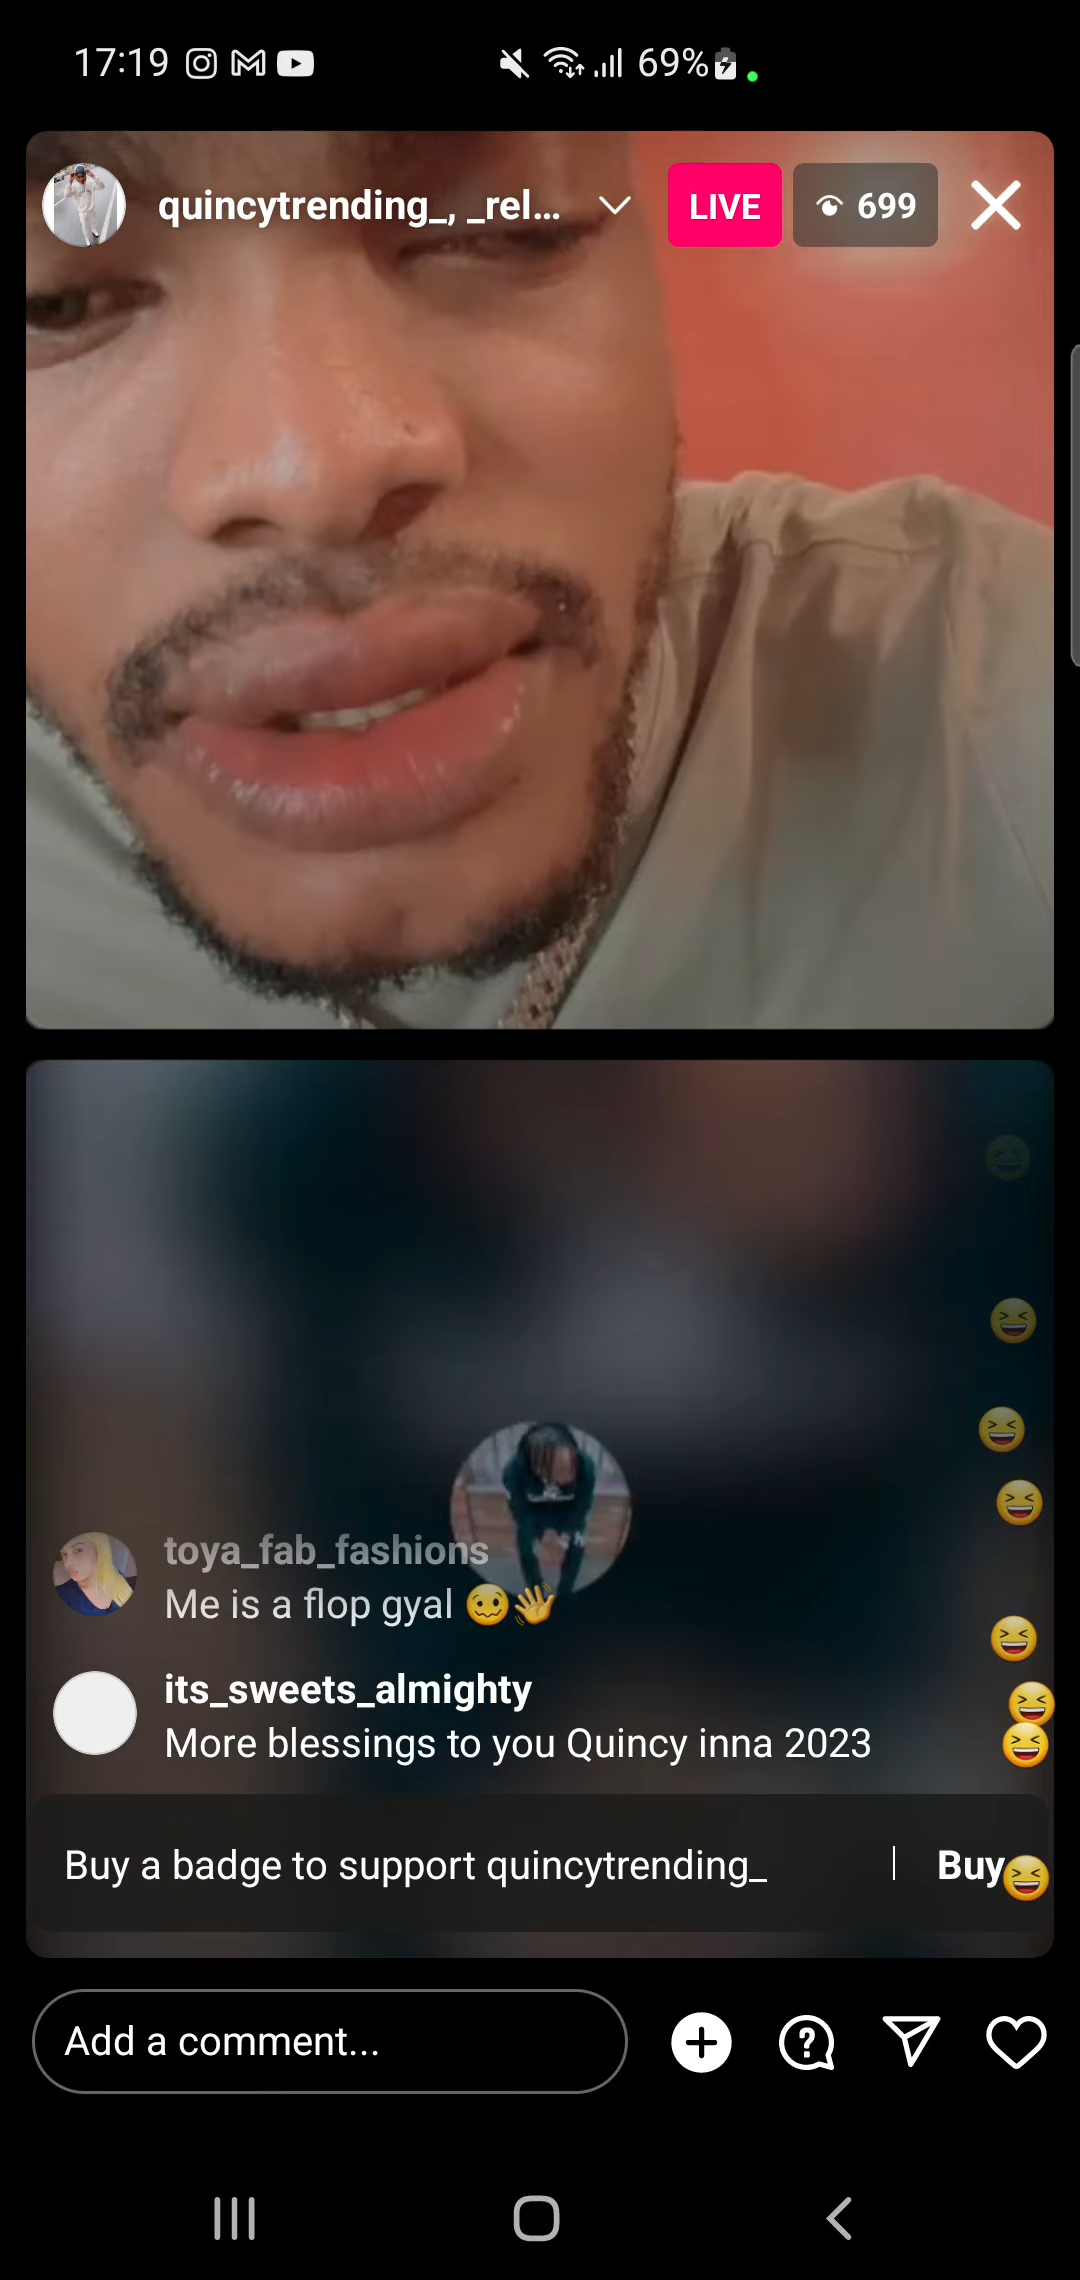 17:19 69%
quincytrending_, _rel... LIVE 699
toya_fab_fashions
Me is a flop gyal 🥴👋
its_sweets_almighty
More blessings to you Quincy inna 2023
Buy a badge to support quincytrending_ | Buy
Add a comment...